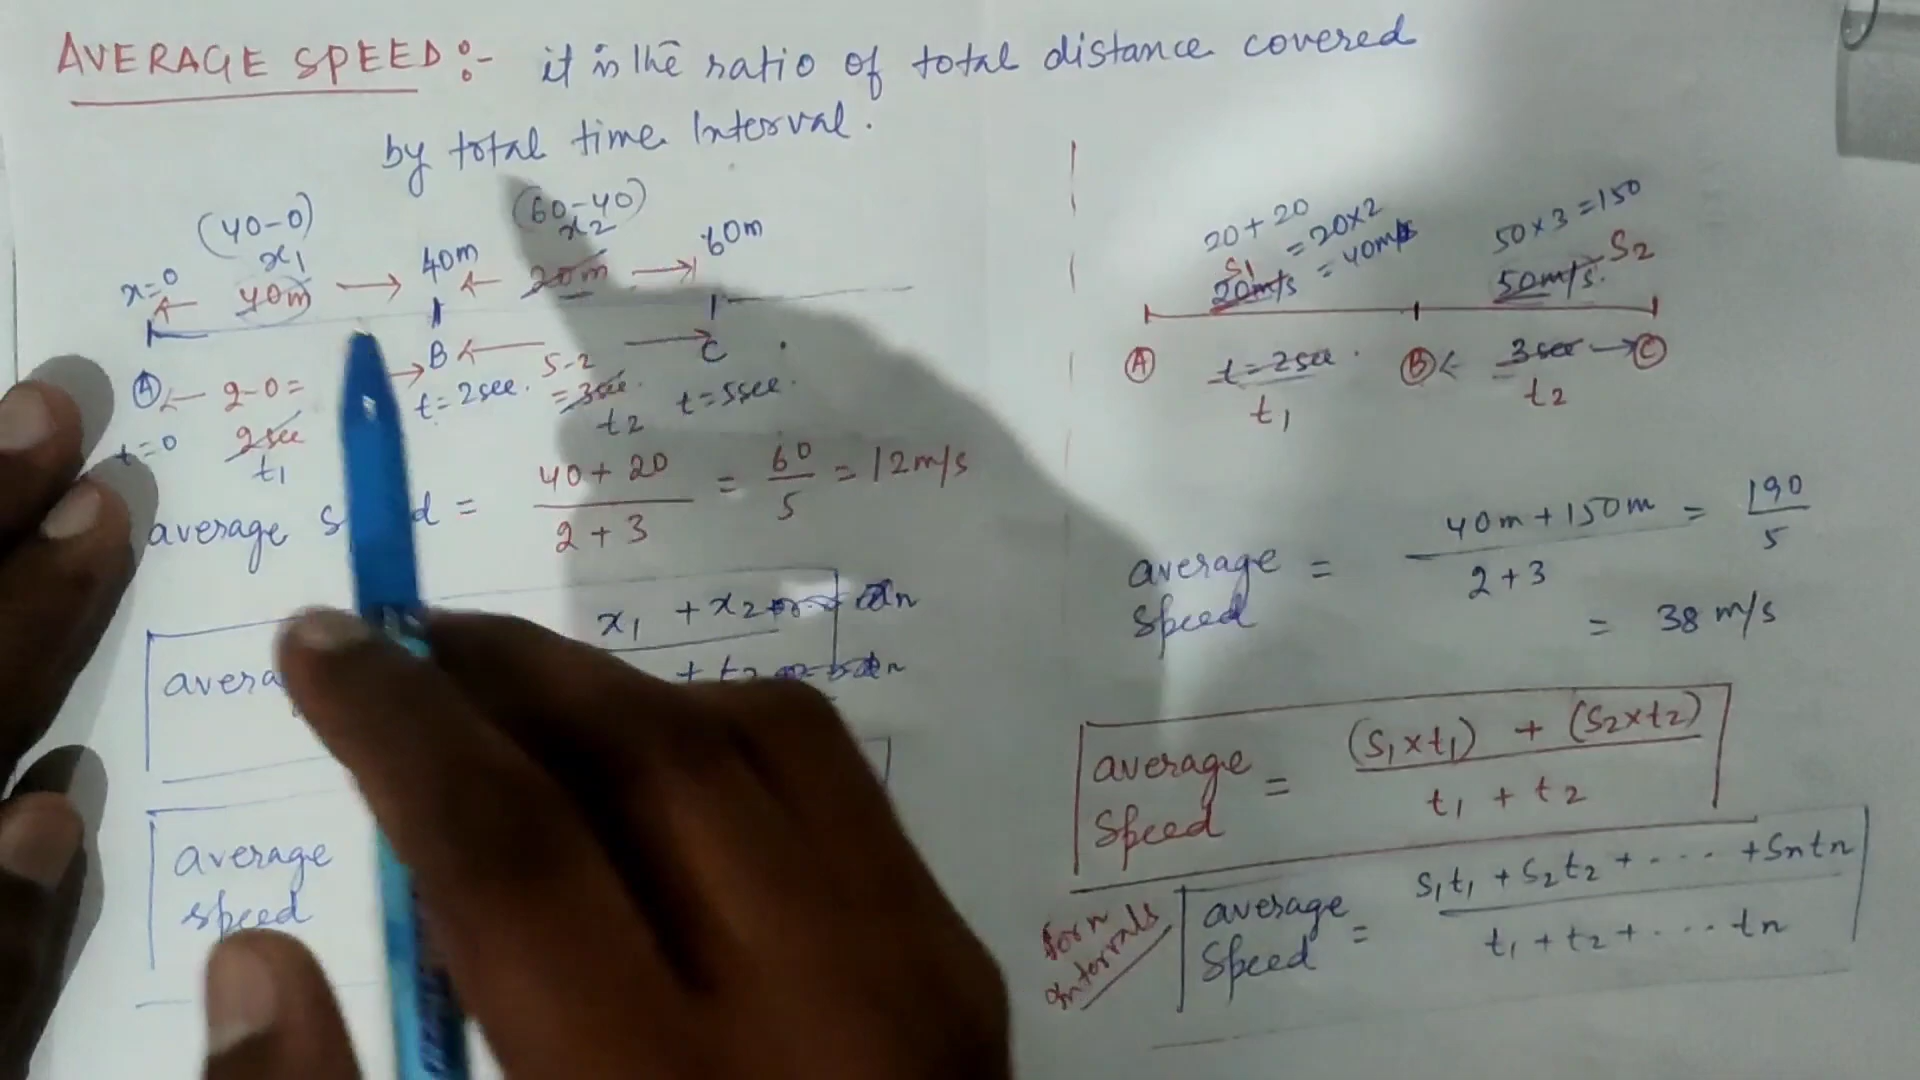 AVERAGE SPEED :- it is the ratio of total distance covered
by total time Interval.
(40-0) (60-40)
x1 x2
x=0 40m 40m 20m 60m
A B C
2-0= 5-2
t=0 2sec t=2sec. =3sec. t=5sec.
t1 t2
average = 40+20 / 2+3 = 60/5 = 12m/s
x1 + x2
+ t2
average
speed
20+20
=20x2
S1
20m/s =40m
50x3=150
50m/s. S2
A t=2sec B 3sec C
t1 t2
average speed = 40m+150m / 2+3 = 190/5
= 38 m/s
average speed = (S1xt1) + (S2xt2) / t1 + t2
for n intervals
average speed = S1t1 + S2t2 + .... + Sntn / t1 + t2 + .... tn